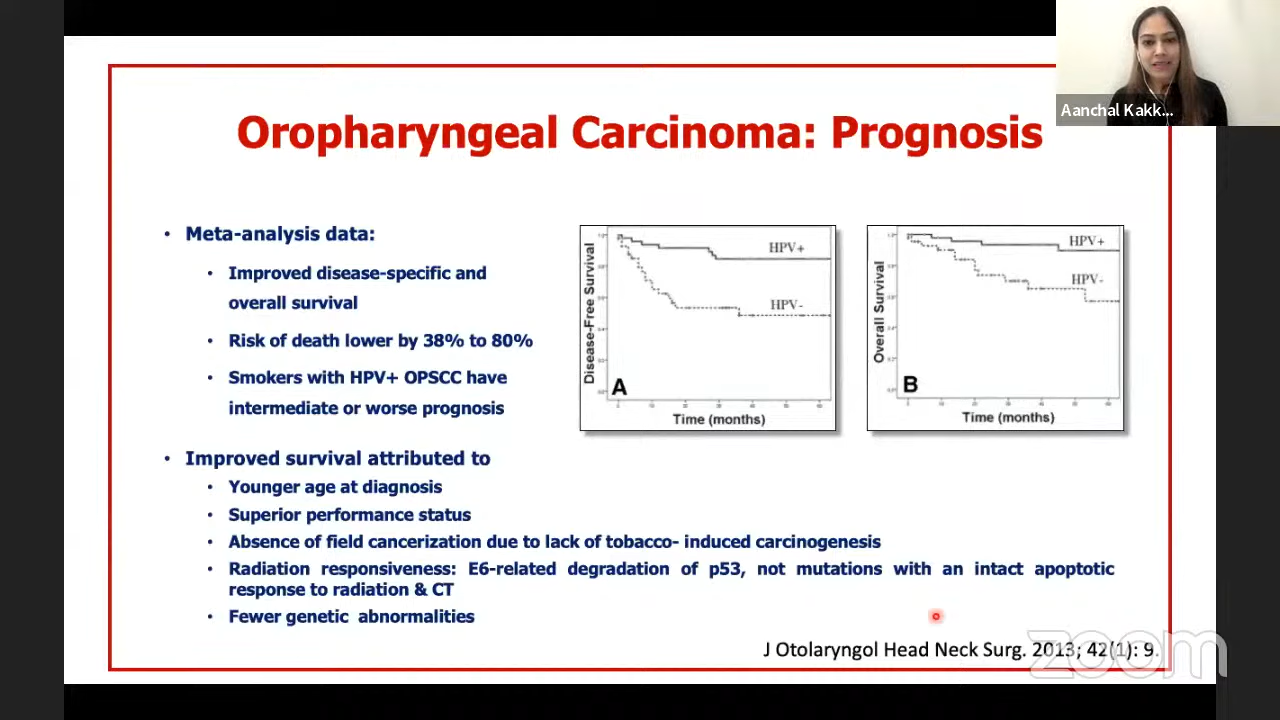 Aanchal Kakk...
Oropharyngeal Carcinoma: Prognosis
• Meta-analysis data:
• Improved disease-specific and
overall survival
• Risk of death lower by 38% to 80%
• Smokers with HPV+ OPSCC have
intermediate or worse prognosis
Disease-Free Survival
HPV+
HPV-
A
Time (months)
Overall Survival
HPV+
HPV-
B
Time (months)
• Improved survival attributed to
• Younger age at diagnosis
• Superior performance status
• Absence of field cancerization due to lack of tobacco- induced carcinogenesis
• Radiation responsiveness: E6-related degradation of p53, not mutations with an intact apoptotic
response to radiation & CT
• Fewer genetic abnormalities
J Otolaryngol Head Neck Surg. 2013; 42(1): 9.
zoom